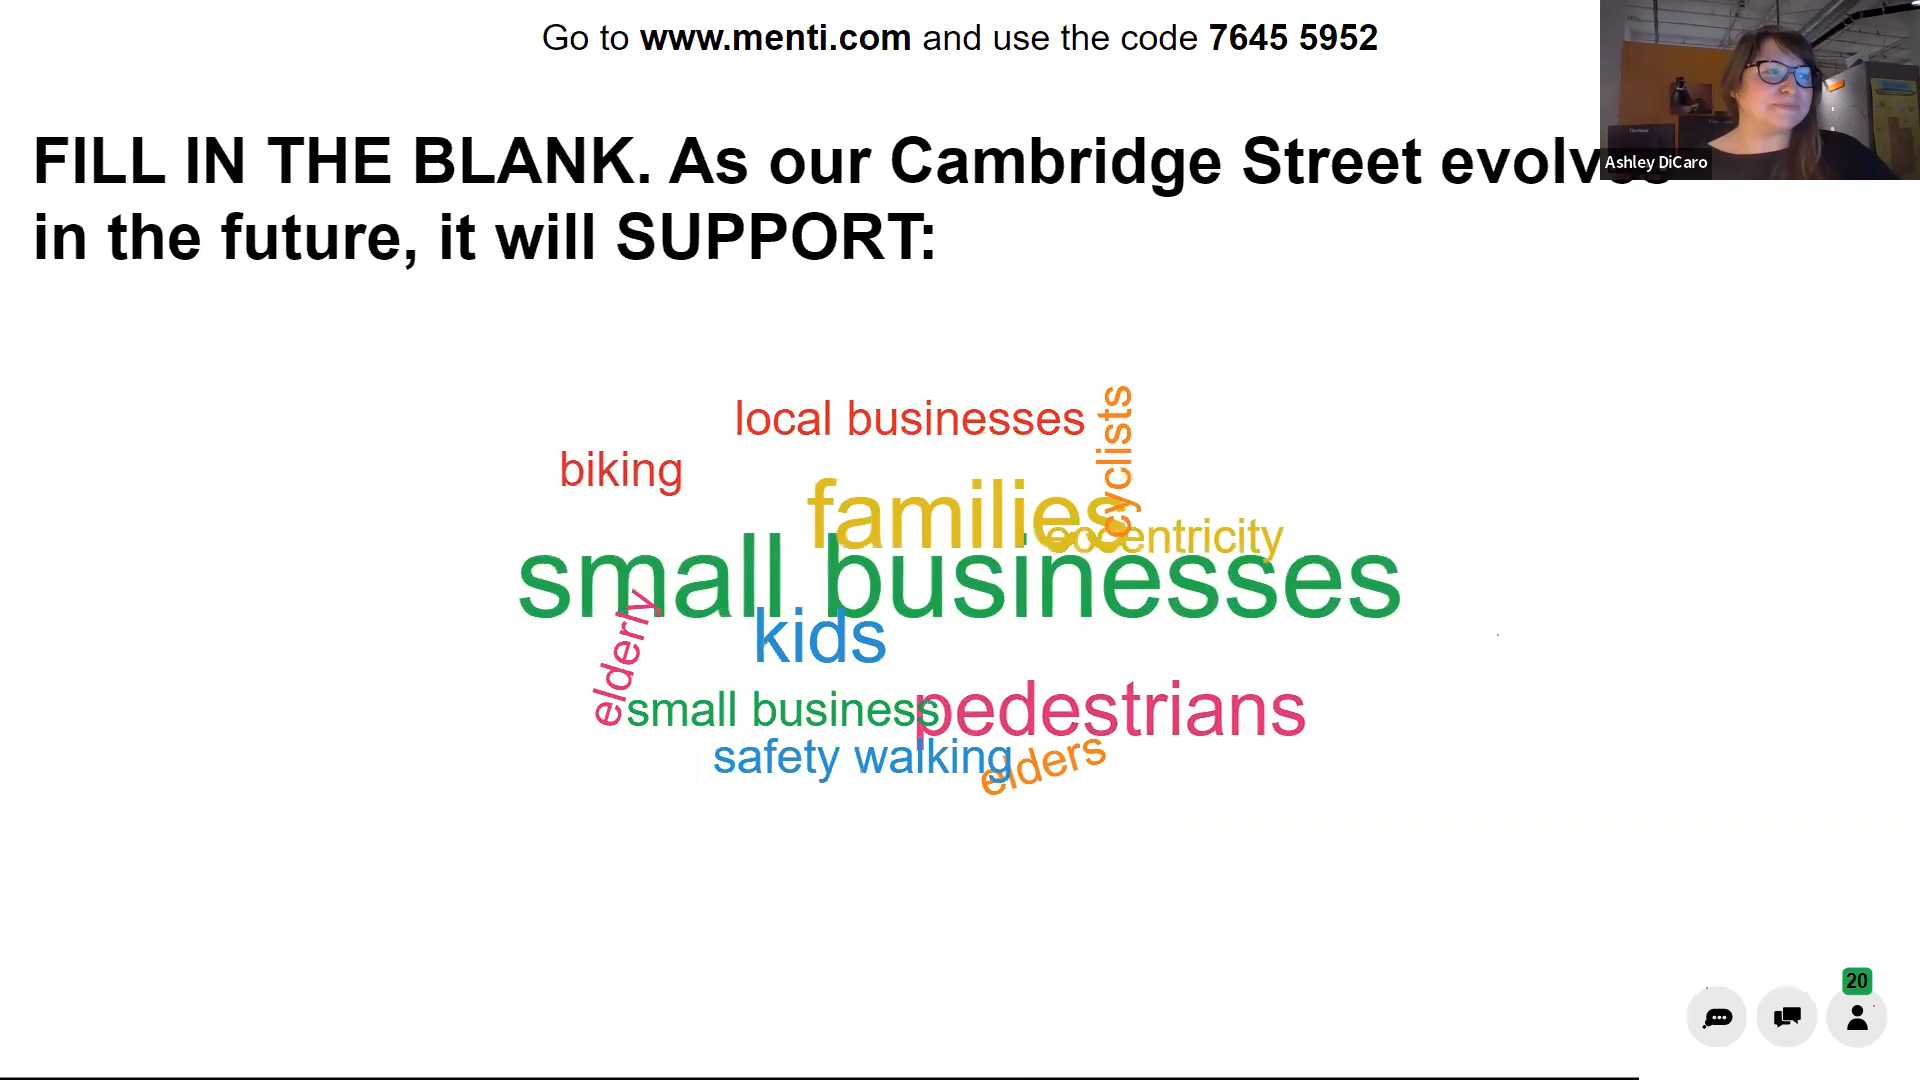 Go to www.menti.com and use the code 7645 5952
FILL IN THE BLANK. As our Cambridge Street evolves
in the future, it will SUPPORT:
Ashley DiCaro
local businesses
cyclists
biking
families
eccentricity
small businesses
elderly
kids
small business
pedestrians
safety walking
elders
20